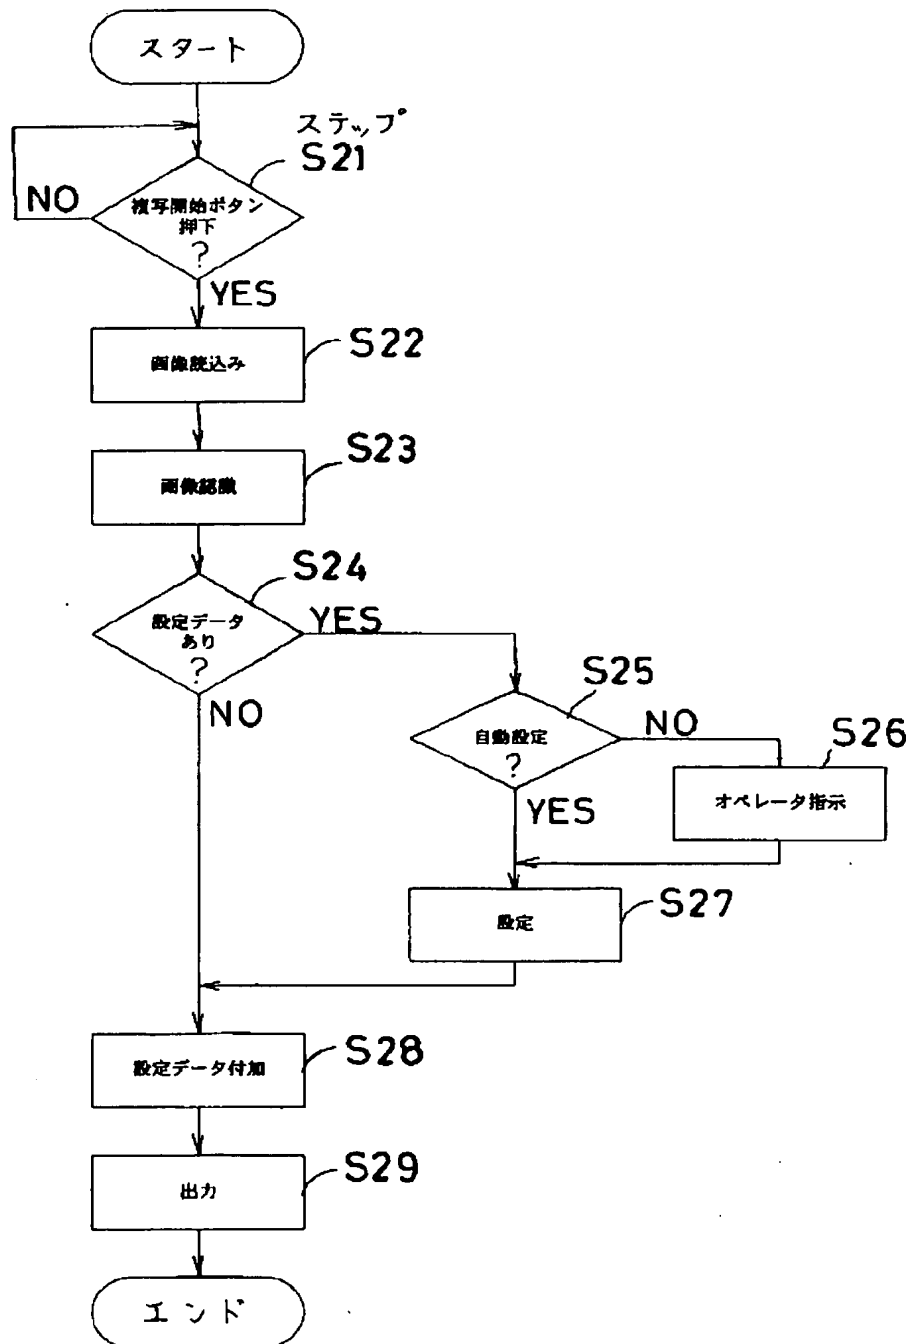 スタート
ステップ
S21
NO
複写開始ボタン
押下
?
YES
S22
画像読込み
S23
画像認識
S24
設定データ
あり
?
YES
NO
S25
自動設定
?
NO
YES
S26
オペレータ指示
S27
設定
S28
設定データ付加
S29
出力
エンド